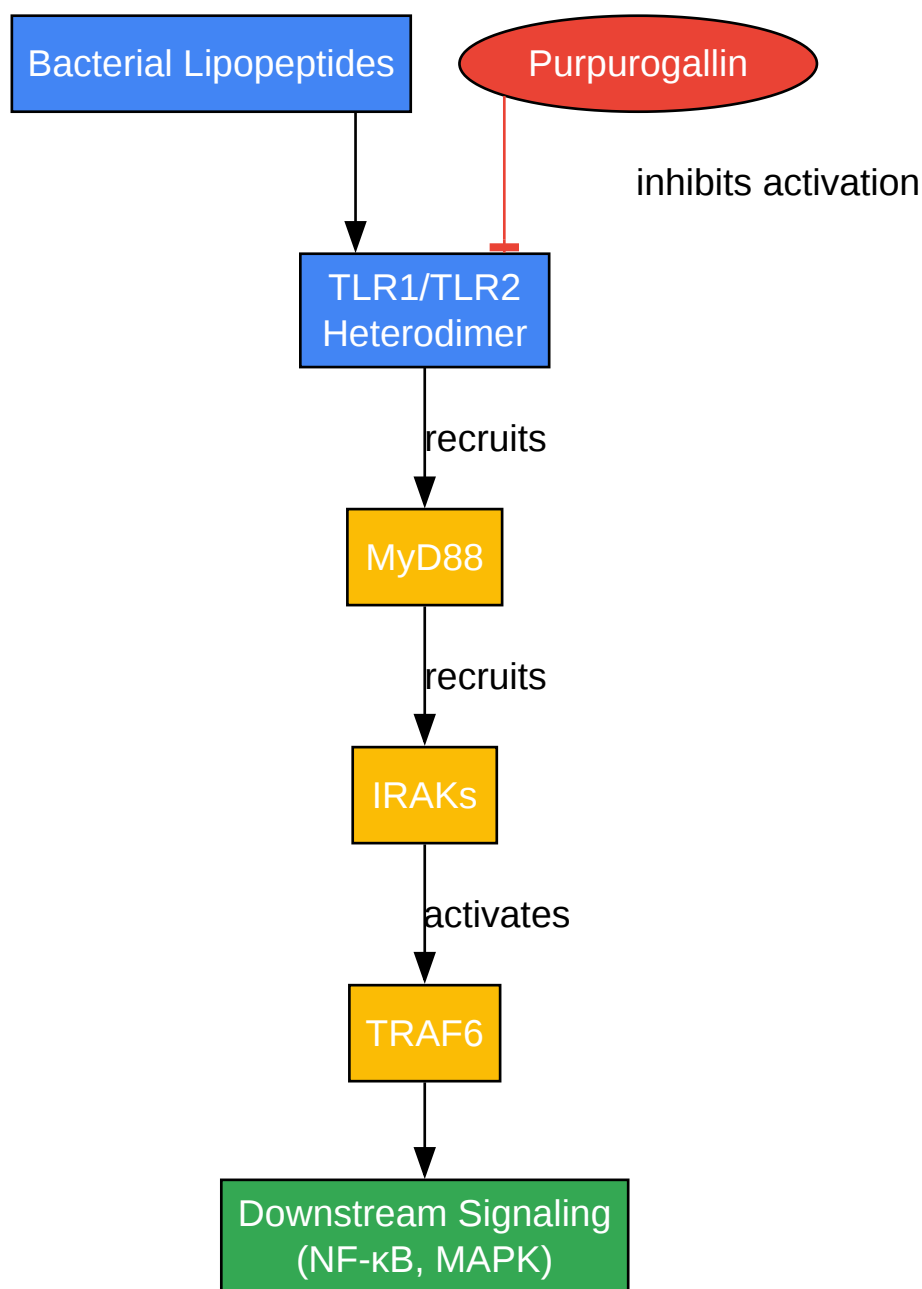 Bacterial Lipopeptides
Purpurogallin
inhibits activation
TLR1/TLR2
Heterodimer
recruits
MyD88
recruits
IRAKs
activates
TRAF6
Downstream Signaling
(NF-κB, MAPK)